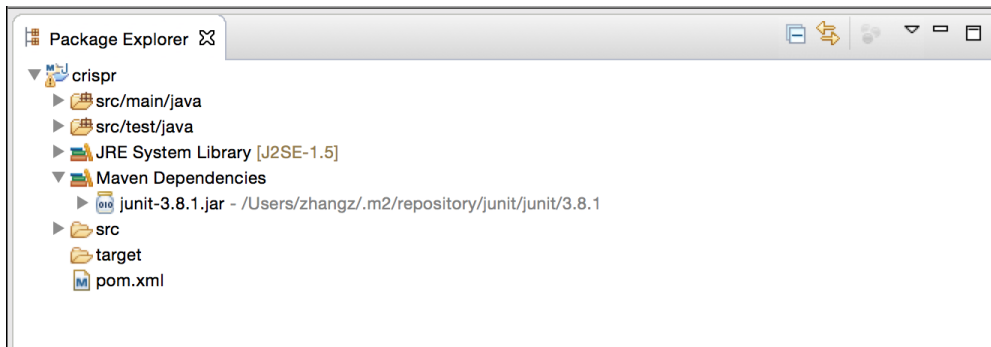 Package Explorer
crispr
src/main/java
src/test/java
JRE System Library [J2SE-1.5]
Maven Dependencies
junit-3.8.1.jar - /Users/zhangz/.m2/repository/junit/junit/3.8.1
src
target
pom.xml